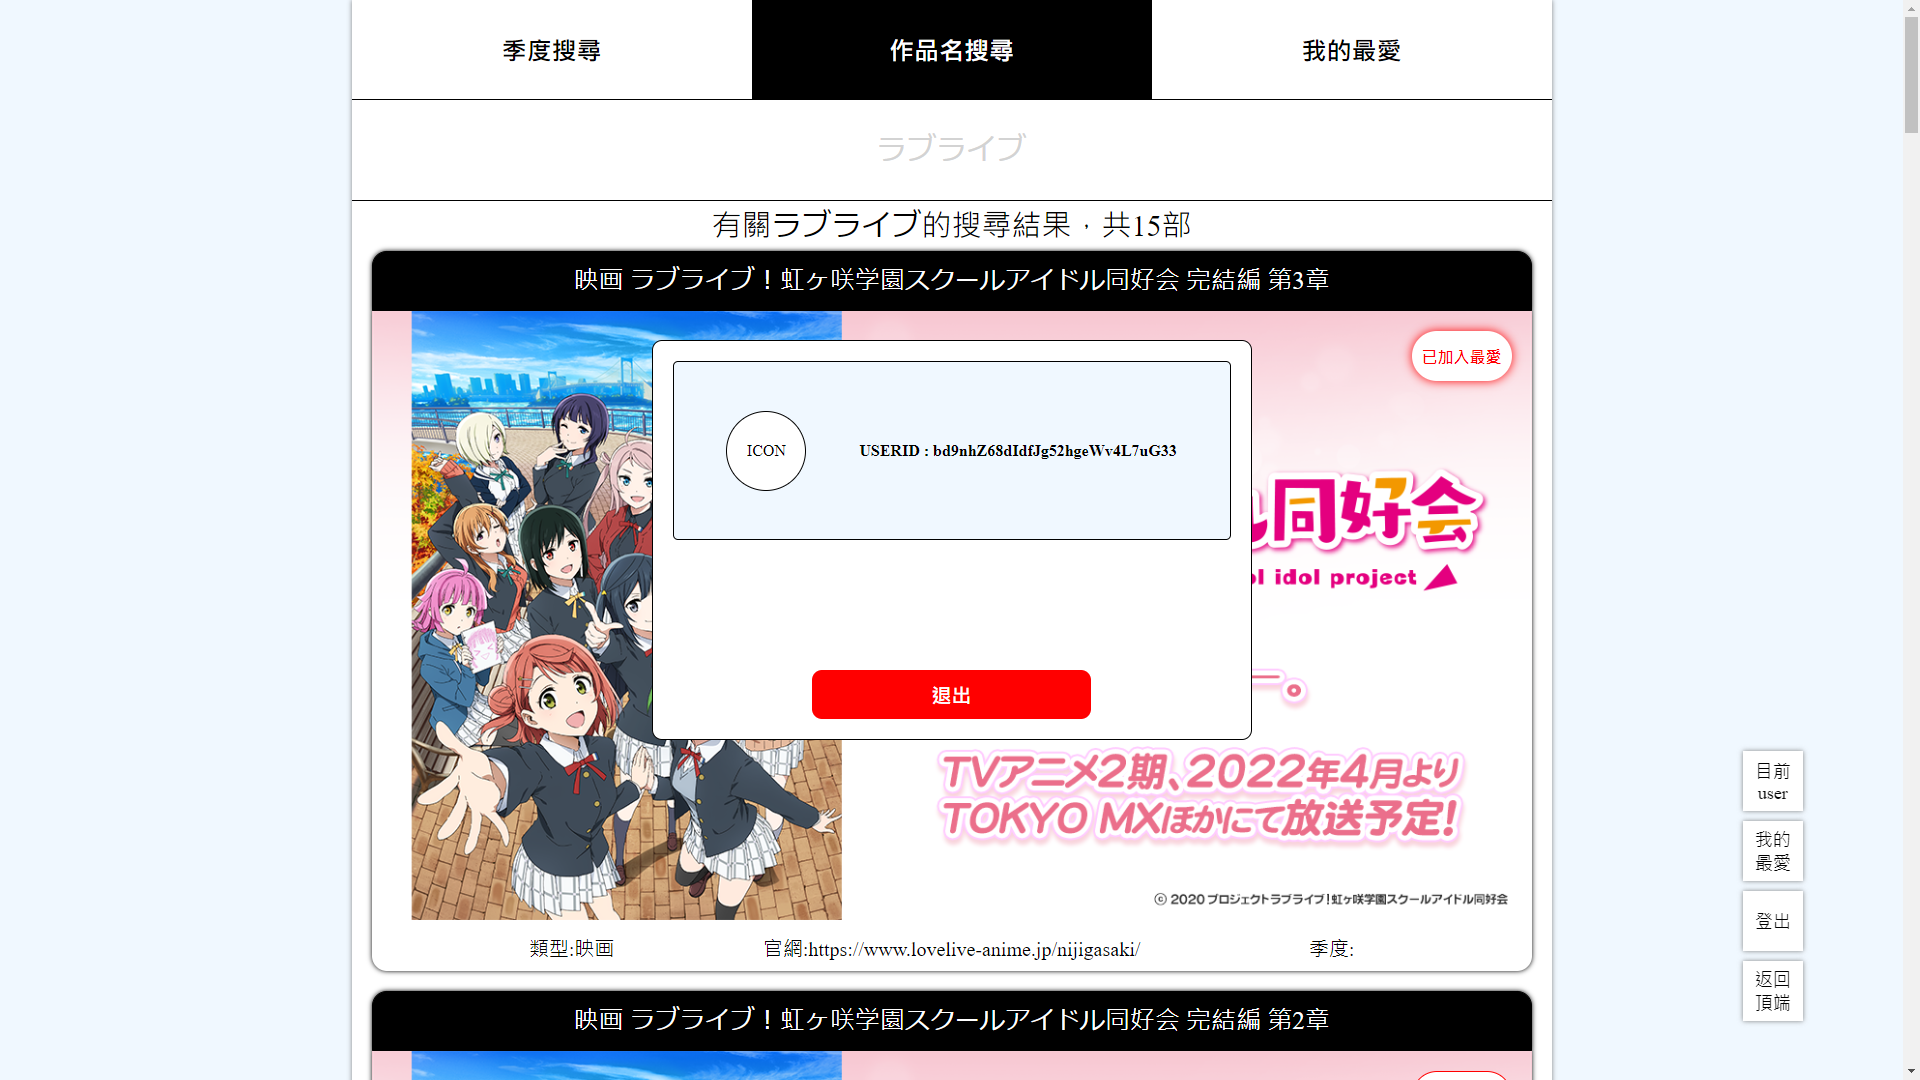 季度搜尋
作品名搜尋
我的最愛
ラブライブ
有關ラブライブ的搜尋結果，共15部
映画 ラブライブ！虹ヶ咲学園スクールアイドル同好会 完結編 第3章
已加入最愛
ICON
USERID : bd9nhZ68dIdfJg52hgeWv4L7uG33
同好会
ol idol project
ー。
退出
TVアニメ2期、2022年4月より
TOKYO MXほかにて放送予定!
© 2020 プロジェクトラブライブ！虹ヶ咲学園スクールアイドル同好会
類型:映画
官網:https://www.lovelive-anime.jp/nijigasaki/
季度:
目前
user
我的
最愛
登出
返回
頂端
映画 ラブライブ！虹ヶ咲学園スクールアイドル同好会 完結編 第2章